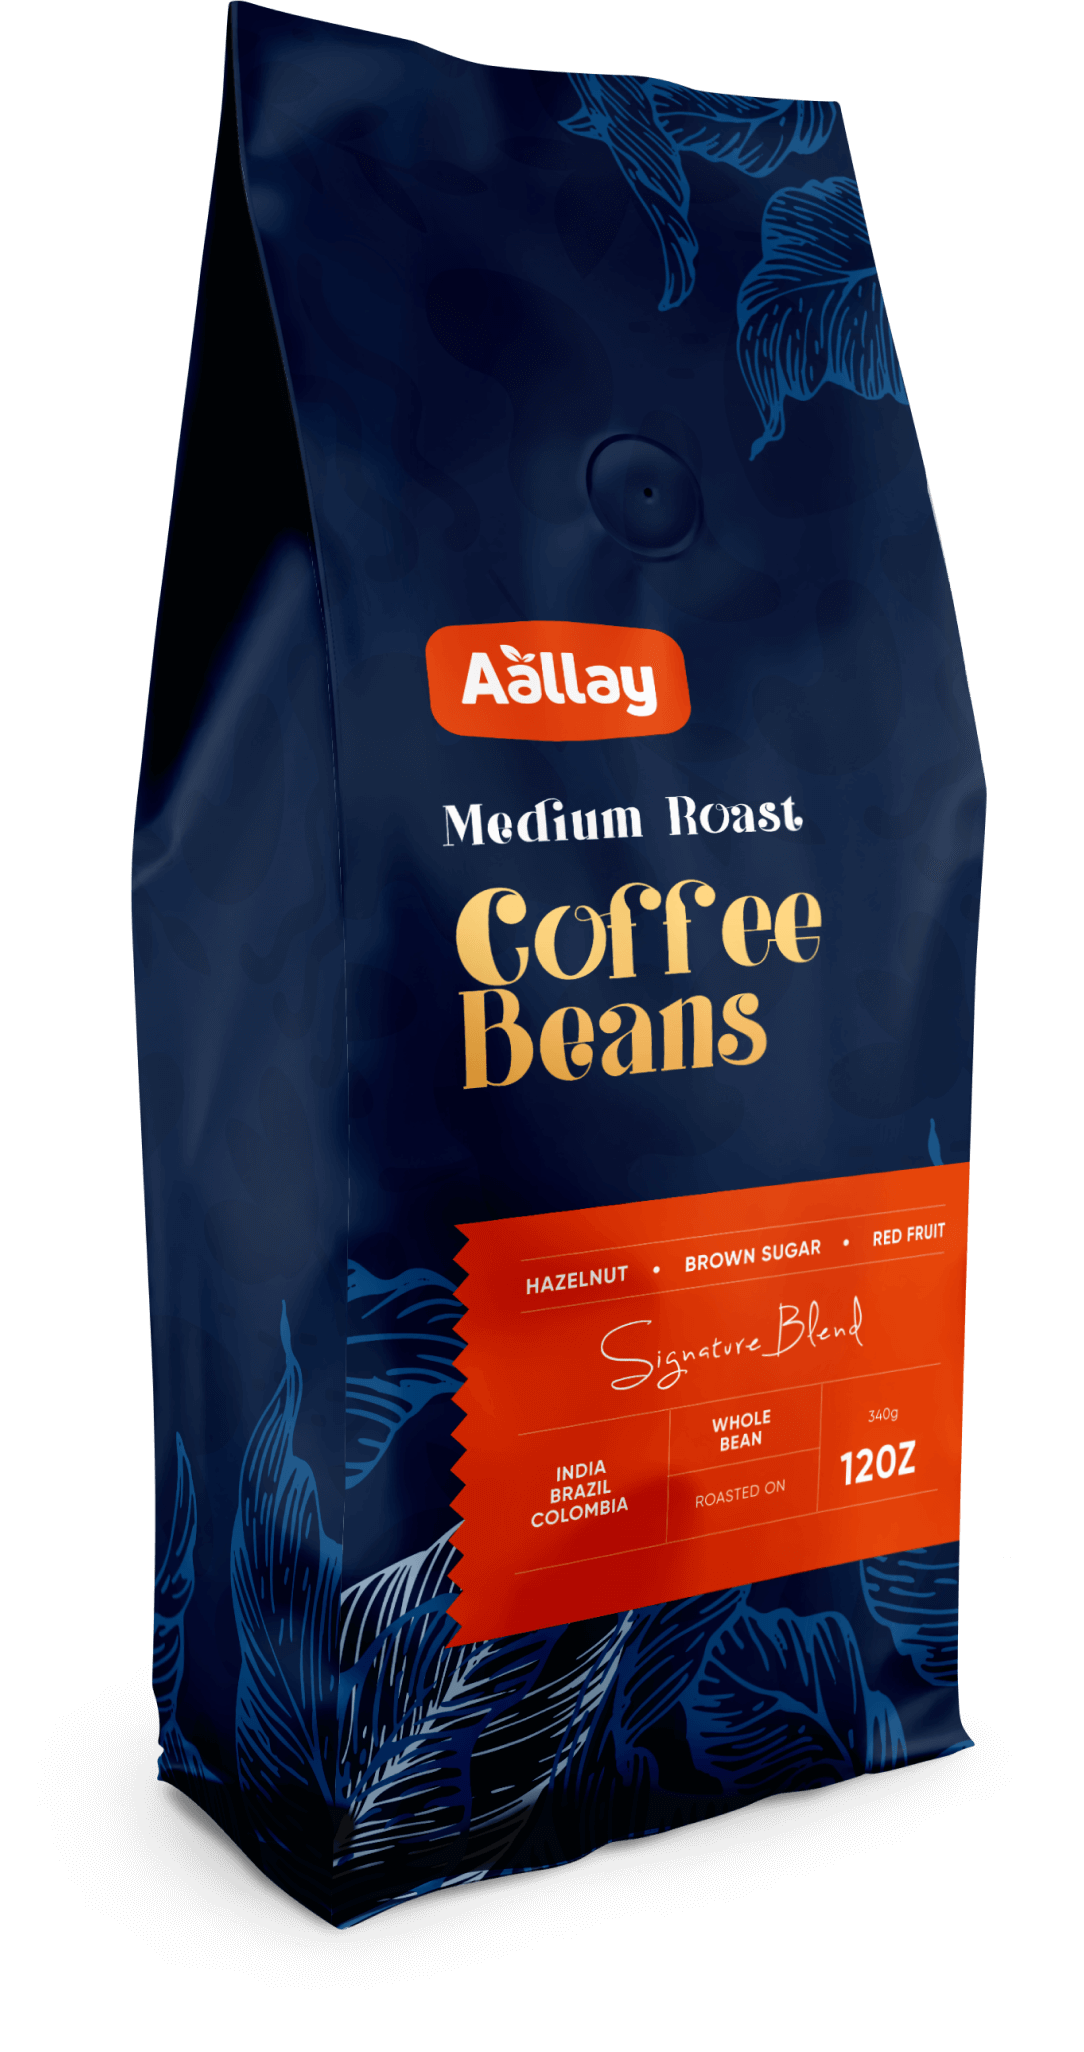 Aallay
Medium Roast
Coffee
Beans
HAZELNUT • BROWN SUGAR • RED FRUIT
Signature Blend
INDIA
BRAZIL
COLOMBIA
WHOLE
BEAN
ROASTED ON
340g
12OZ